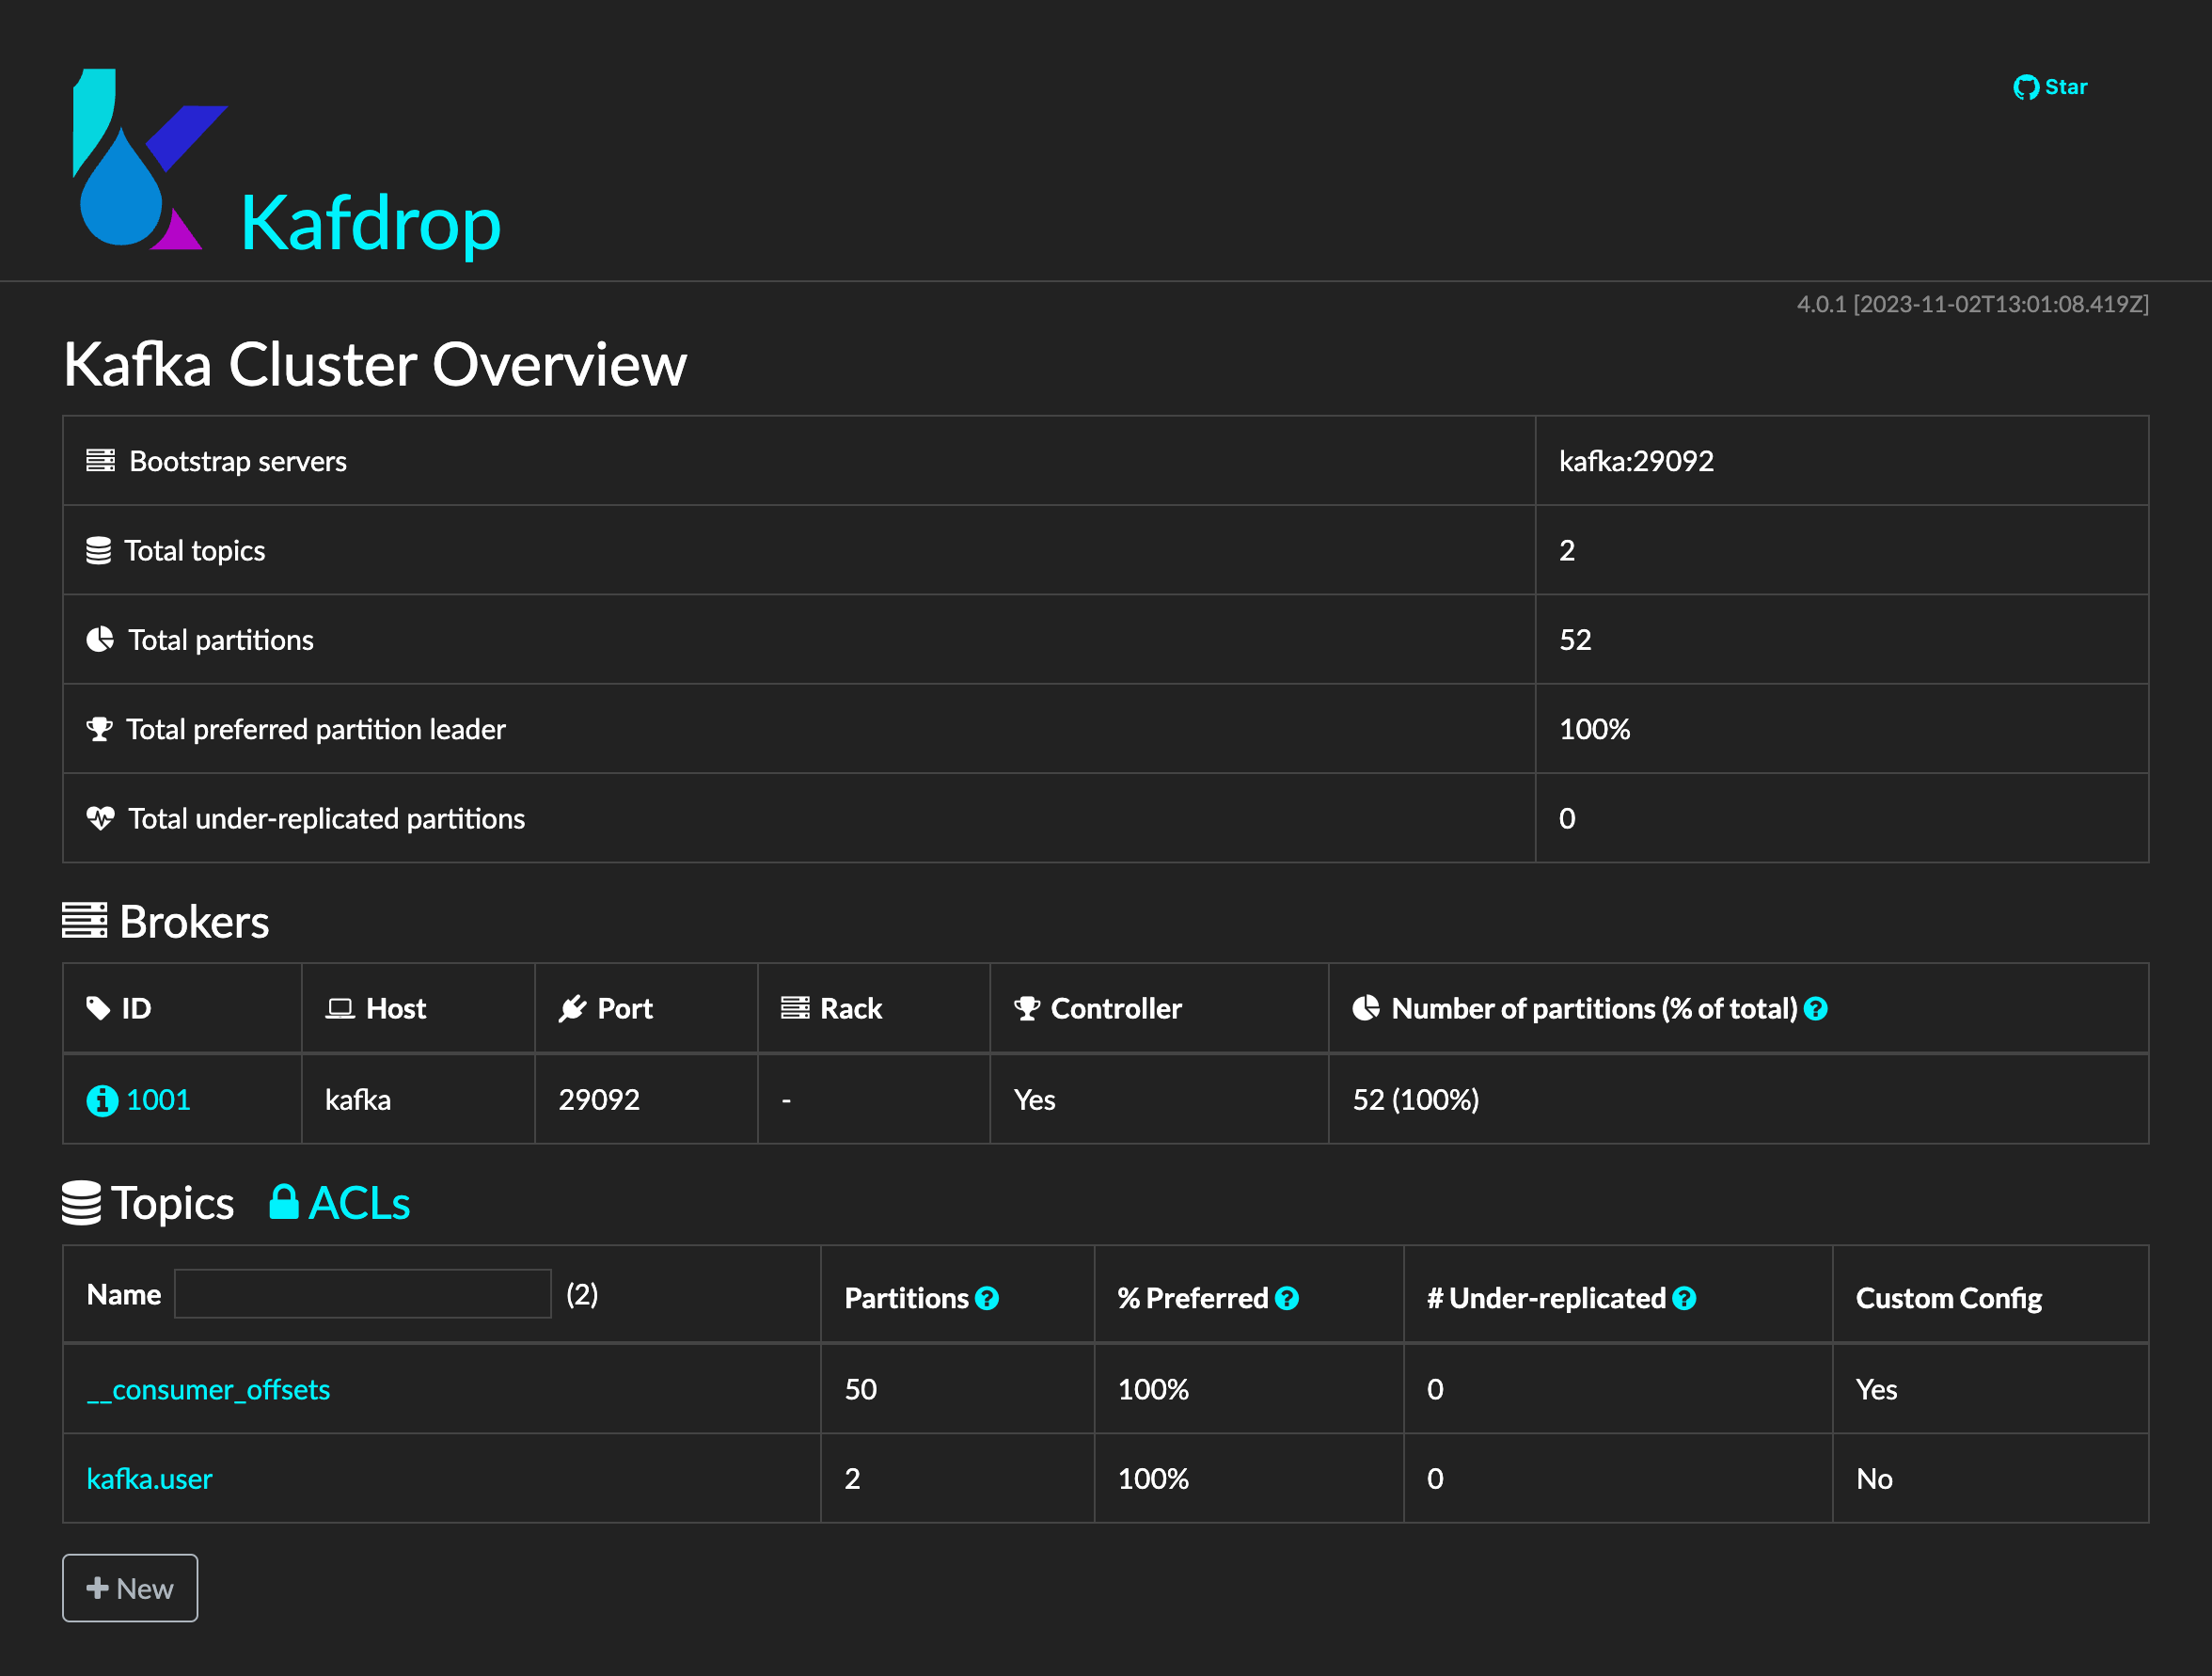 Star
Kafdrop
4.0.1 [2023-11-02T13:01:08.419Z]
Kafka Cluster Overview
Bootstrap servers kafka:29092
Total topics 2
Total partitions 52
Total preferred partition leader 100%
Total under-replicated partitions 0
Brokers
ID Host Port Rack Controller Number of partitions (% of total)
1001 kafka 29092 - Yes 52 (100%)
Topics ACLs
Name (2) Partitions % Preferred # Under-replicated Custom Config
__consumer_offsets 50 100% 0 Yes
kafka.user 2 100% 0 No
New